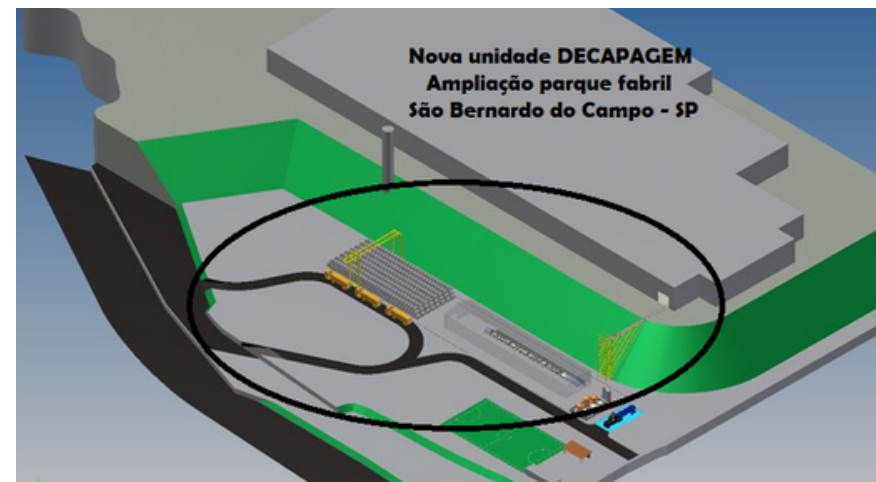 Nova unidade DECAPAGEM
Ampliação parque fabril
São Bernardo do Campo - SP